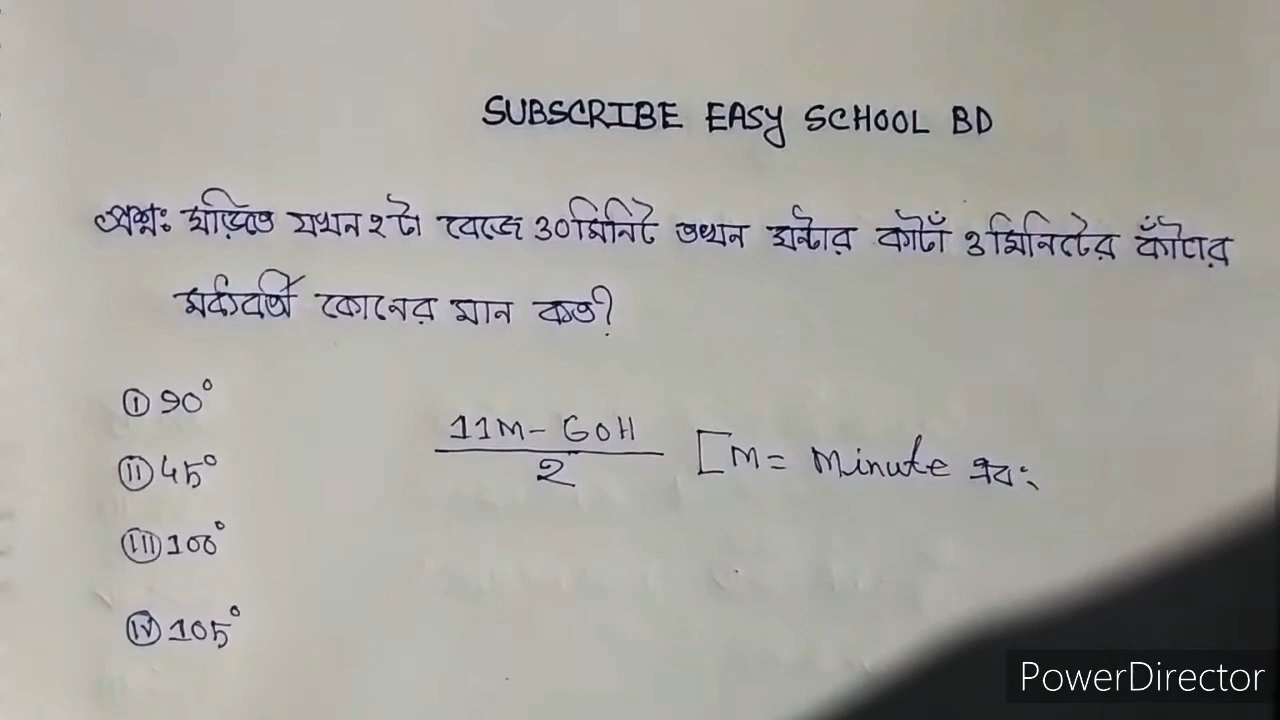 SUBSCRIBE EASY SCHOOL BD
প্রশ্ন: ঘড়িতে যখন ২টা বেজে ৩০মিনিট তখন ঘন্টার কাটাঁ ও মিনিটের কাঁটার
মধ্যবর্তী কোনের মান কত?
(i) 90°
(ii) 45°
(iii) 100°
(iv) 105°
11M - 60H
2
[M = Minute এবং
PowerDirector